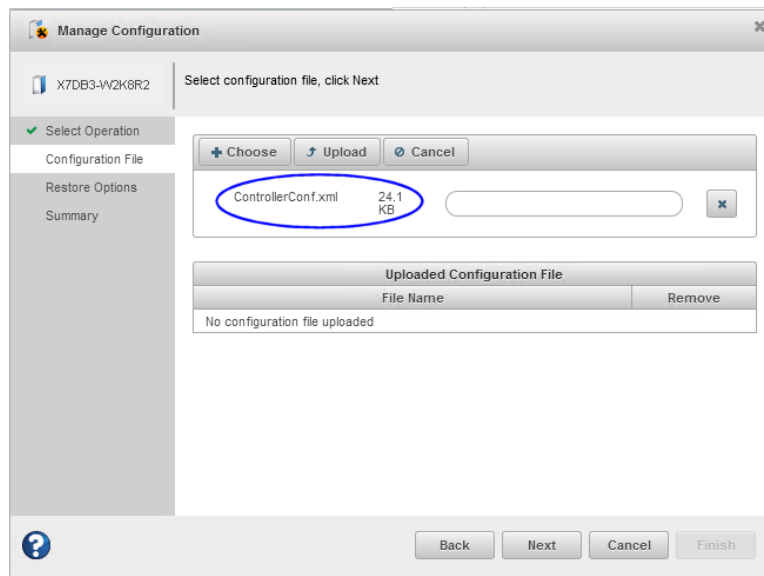 Manage Configuration
X7DB3-W2K8R2
Select configuration file, click Next
Select Operation
Configuration File
Restore Options
Summary
Choose
Upload
Cancel
ControllerConf.xml
24.1
KB
Uploaded Configuration File
File Name
Remove
No configuration file uploaded
?
Back
Next
Cancel
Finish